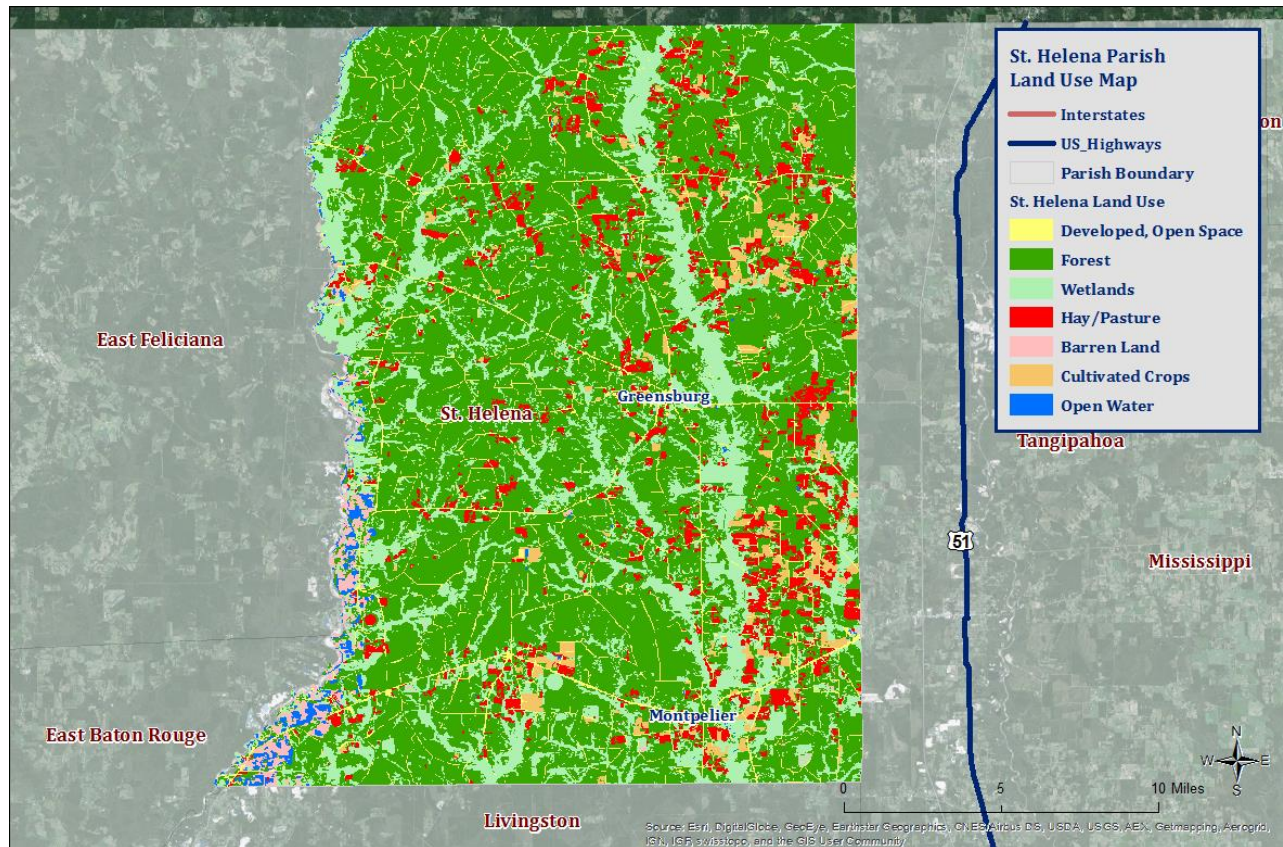 St. Helena Parish
Land Use Map
Interstates
US_Highways
Parish Boundary
St. Helena Land Use
Developed, Open Space
Forest
Wetlands
Hay/Pasture
Barren Land
Cultivated Crops
Open Water
on
East Feliciana
Greensburg
St. Helena
Tangipahoa
51
Mississippi
Montpelier
East Baton Rouge
N
W E
S
0 5 10 Miles
Livingston
Source: Esri, DigitalGlobe, GeoEye, Earthstar Geographics, CNES/Airbus DS, USDA, USGS, AEX, Getmapping, Aerogrid,
IGN, IGP, swisstopo, and the GIS User Community